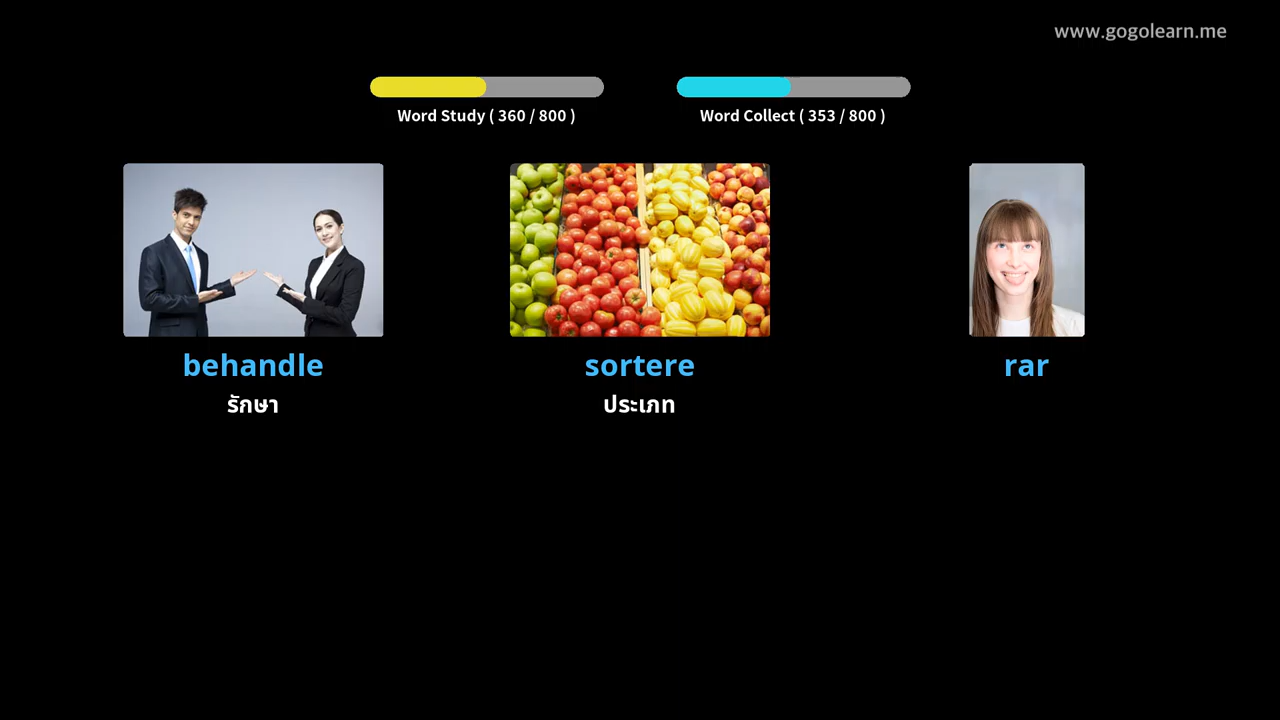 www.gogolearn.me
Word Study ( 360 / 800 )
Word Collect ( 353 / 800 )
behandle
รักษา
sortere
ประเภท
rar